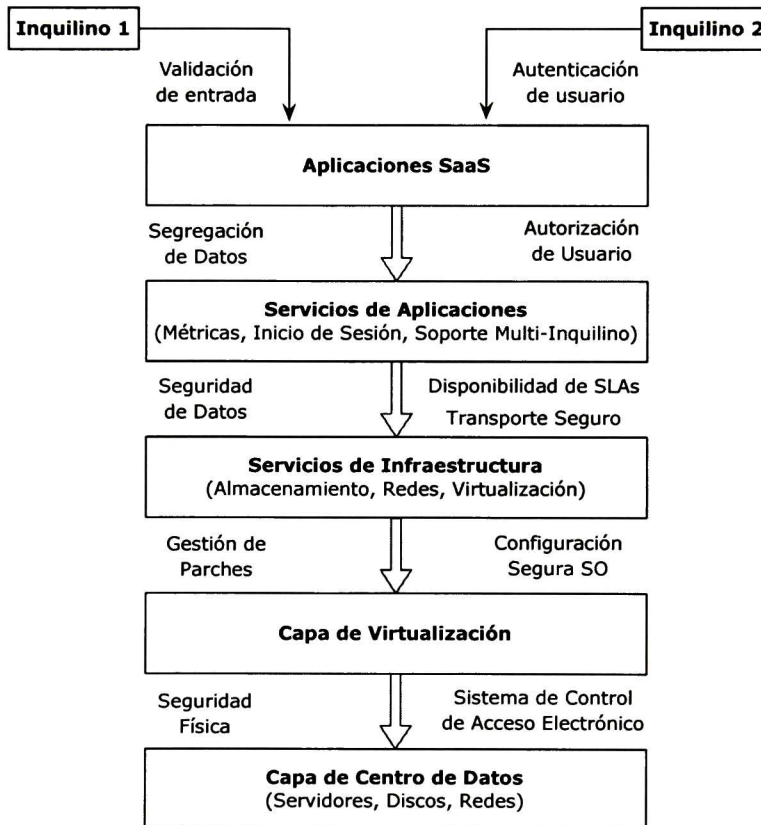 Inquilino 1
Inquilino 2
Validación
de entrada
Autenticación
de usuario
Aplicaciones SaaS
Segregación
de Datos
Autorización
de Usuario
Servicios de Aplicaciones
(Métricas, Inicio de Sesión, Soporte Multi-Inquilino)
Seguridad
de Datos
Disponibilidad de SLAs
Transporte Seguro
Servicios de Infraestructura
(Almacenamiento, Redes, Virtualización)
Gestión de
Parches
Configuración
Segura SO
Capa de Virtualización
Seguridad
Física
Sistema de Control
de Acceso Electrónico
Capa de Centro de Datos
(Servidores, Discos, Redes)